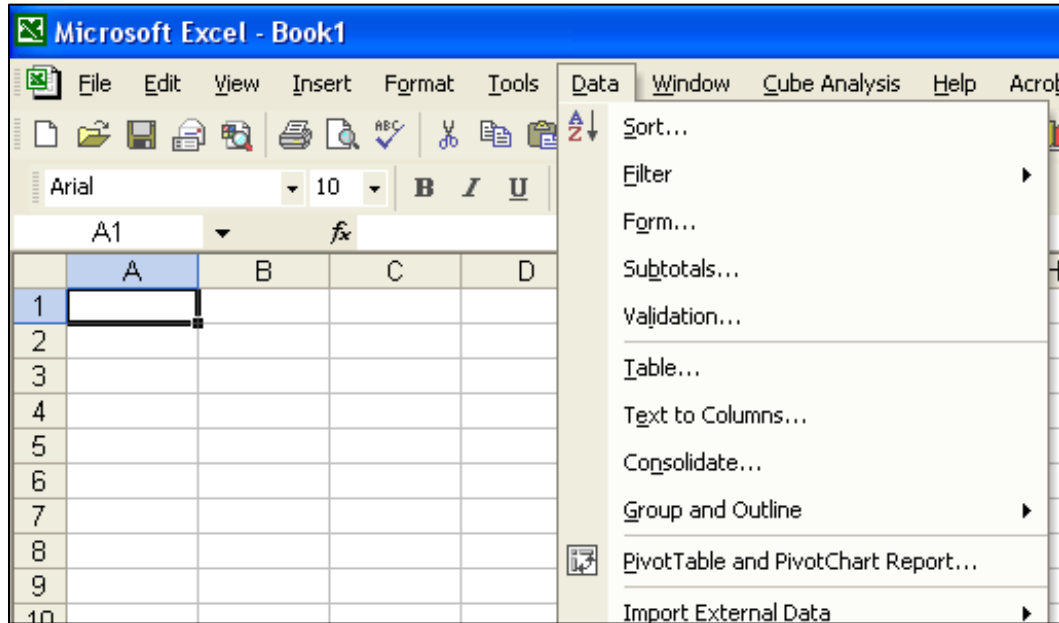 Microsoft Excel - Book1
File Edit View Insert Format Tools Data Window Cube Analysis Help
ABC
Arial 10 B I U
A1 fx
A B C D
1
2
3
4
5
6
7
8
9
10
A
Z
Sort...
Filter
Form...
Subtotals...
Validation...
Table...
Text to Columns...
Consolidate...
Group and Outline
PivotTable and PivotChart Report...
Import External Data